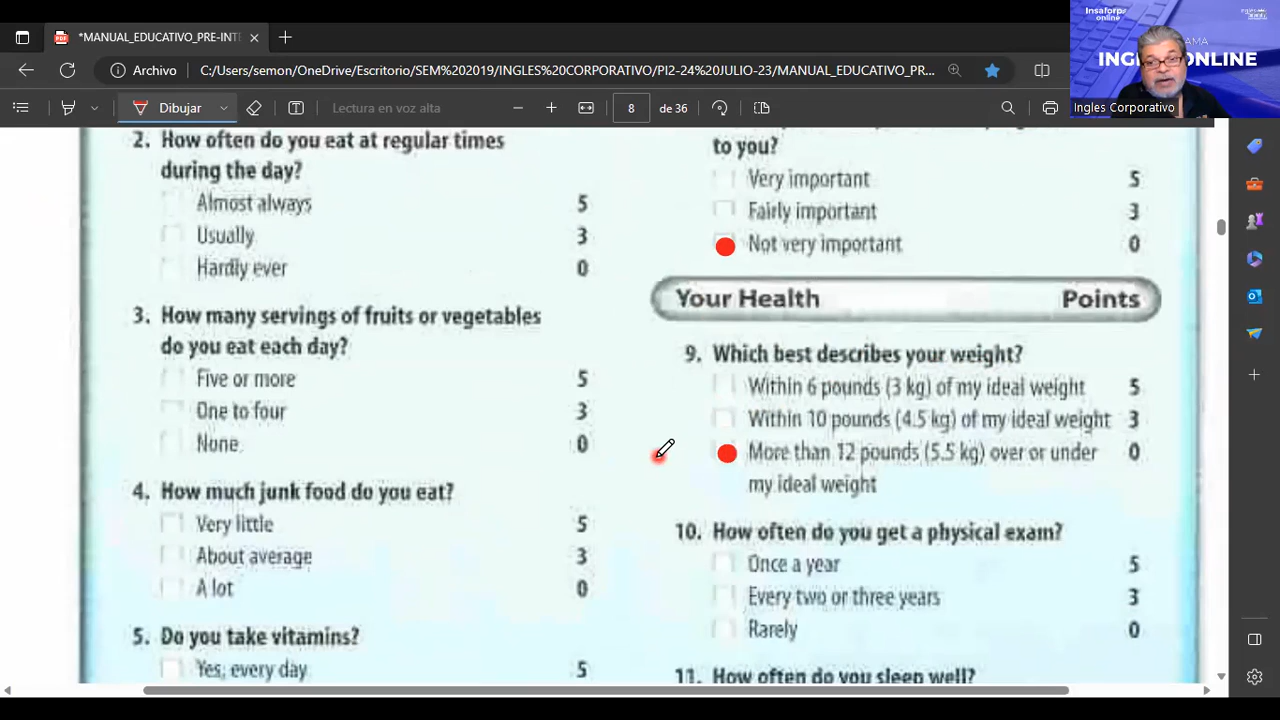 *MANUAL_EDUCATIVO_PRE-INTE
Archivo
C:/Users/semon/OneDrive/Escritorio/SEM%2019/INGLES%20CORPORATIVO/PI2-24%20JULIO-23/MANUAL_EDUCATIVO_PR...
Dibujar
Lectura en voz alta
8
de 36
Insaforp
online
INGL
ONLINE
Ingles Corporativo
2. How often do you eat at regular times
during the day?
Almost always 5
Usually 3
Hardly ever 0
3. How many servings of fruits or vegetables
do you eat each day?
Five or more 5
One to four 3
None 0
4. How much junk food do you eat?
Very little 5
About average 3
A lot 0
5. Do you take vitamins?
Yes, every day 5
to you?
Very important 5
Fairly important 3
Not very important 0
Your Health Points
9. Which best describes your weight?
Within 6 pounds (3 kg) of my ideal weight 5
Within 10 pounds (4.5 kg) of my ideal weight 3
More than 12 pounds (5.5 kg) over or under 0
my ideal weight
10. How often do you get a physical exam?
Once a year 5
Every two or three years 3
Rarely 0
11. How often do you sleep well?